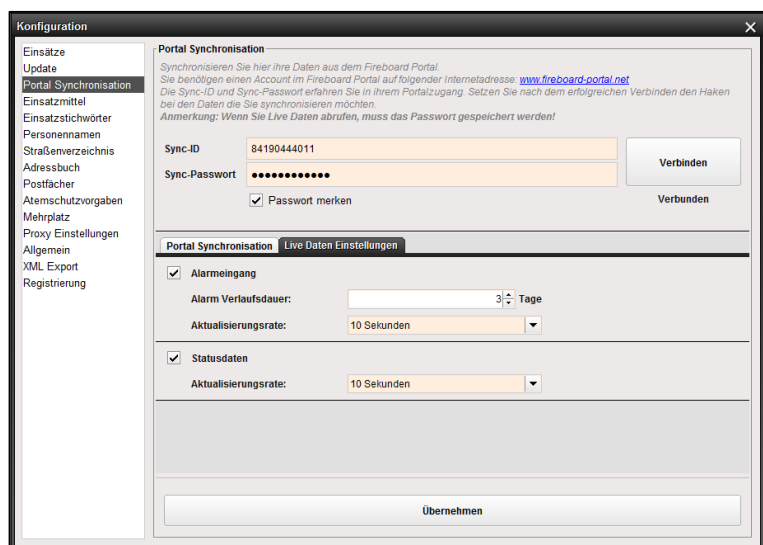 Konfiguration
Einsätze
Update
Portal Synchronisation
Einsatzmittel
Einsatzstichwörter
Personennamen
Straßenverzeichnis
Adressbuch
Postfächer
Atemschutzvorgaben
Mehrplatz
Proxy Einstellungen
Allgemein
XML Export
Registrierung
Portal Synchronisation
Synchronisieren Sie hier ihre Daten aus dem Fireboard Portal.
Sie benötigen einen Account im Fireboard Portal auf folgender Internetadresse: www.fireboard-portal.net
Die Sync-ID und Sync-Passwort erfahren Sie in ihrem Portalzugang. Setzen Sie nach dem erfolgreichen Verbinden den Haken
bei den Daten die Sie synchronisieren möchten.
Anmerkung: Wenn Sie Live Daten abrufen, muss das Passwort gespeichert werden!
Sync-ID 84190444011
Verbinden
Sync-Passwort ●●●●●●●●●●●●
Passwort merken Verbunden
Portal Synchronisation Live Daten Einstellungen
Alarmeingang
Alarm Verlaufsdauer: 3 Tage
Aktualisierungsrate: 10 Sekunden
Statusdaten
Aktualisierungsrate: 10 Sekunden
Übernehmen